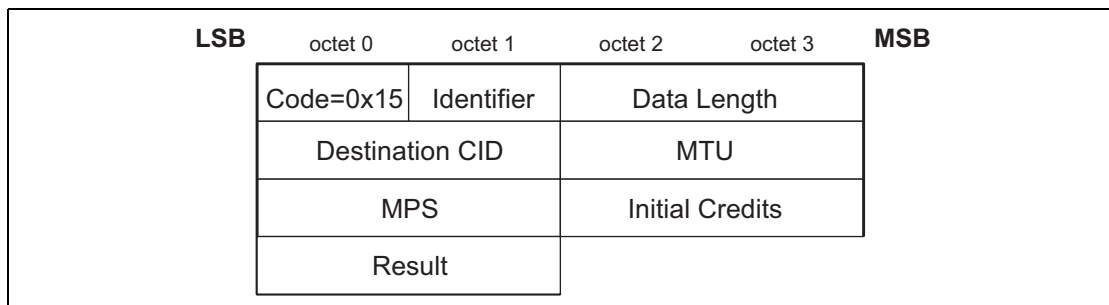 LSB octet 0 octet 1 octet 2 octet 3 MSB
Code=0x15 Identifier Data Length
Destination CID MTU
MPS Initial Credits
Result